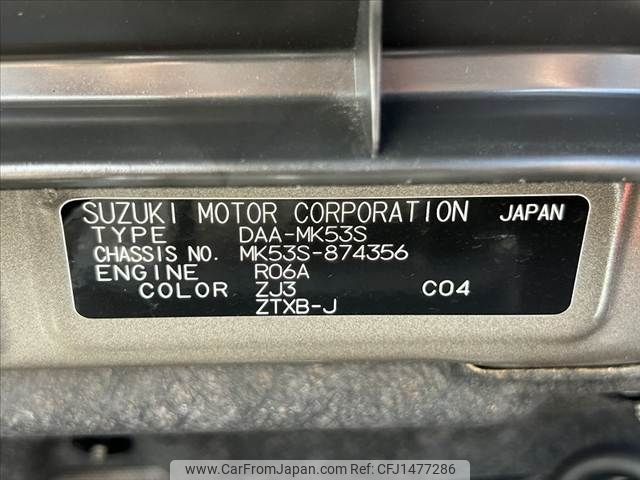 SUZUKI MOTOR CORPORATION JAPAN
TYPE DAA-MK53S
CHASSIS NO. MK53S-874356
ENGINE R06A
COLOR ZJ3 C04
ZTXB-J
www.CarFromJapan.com | REF ID: CFJ1477286